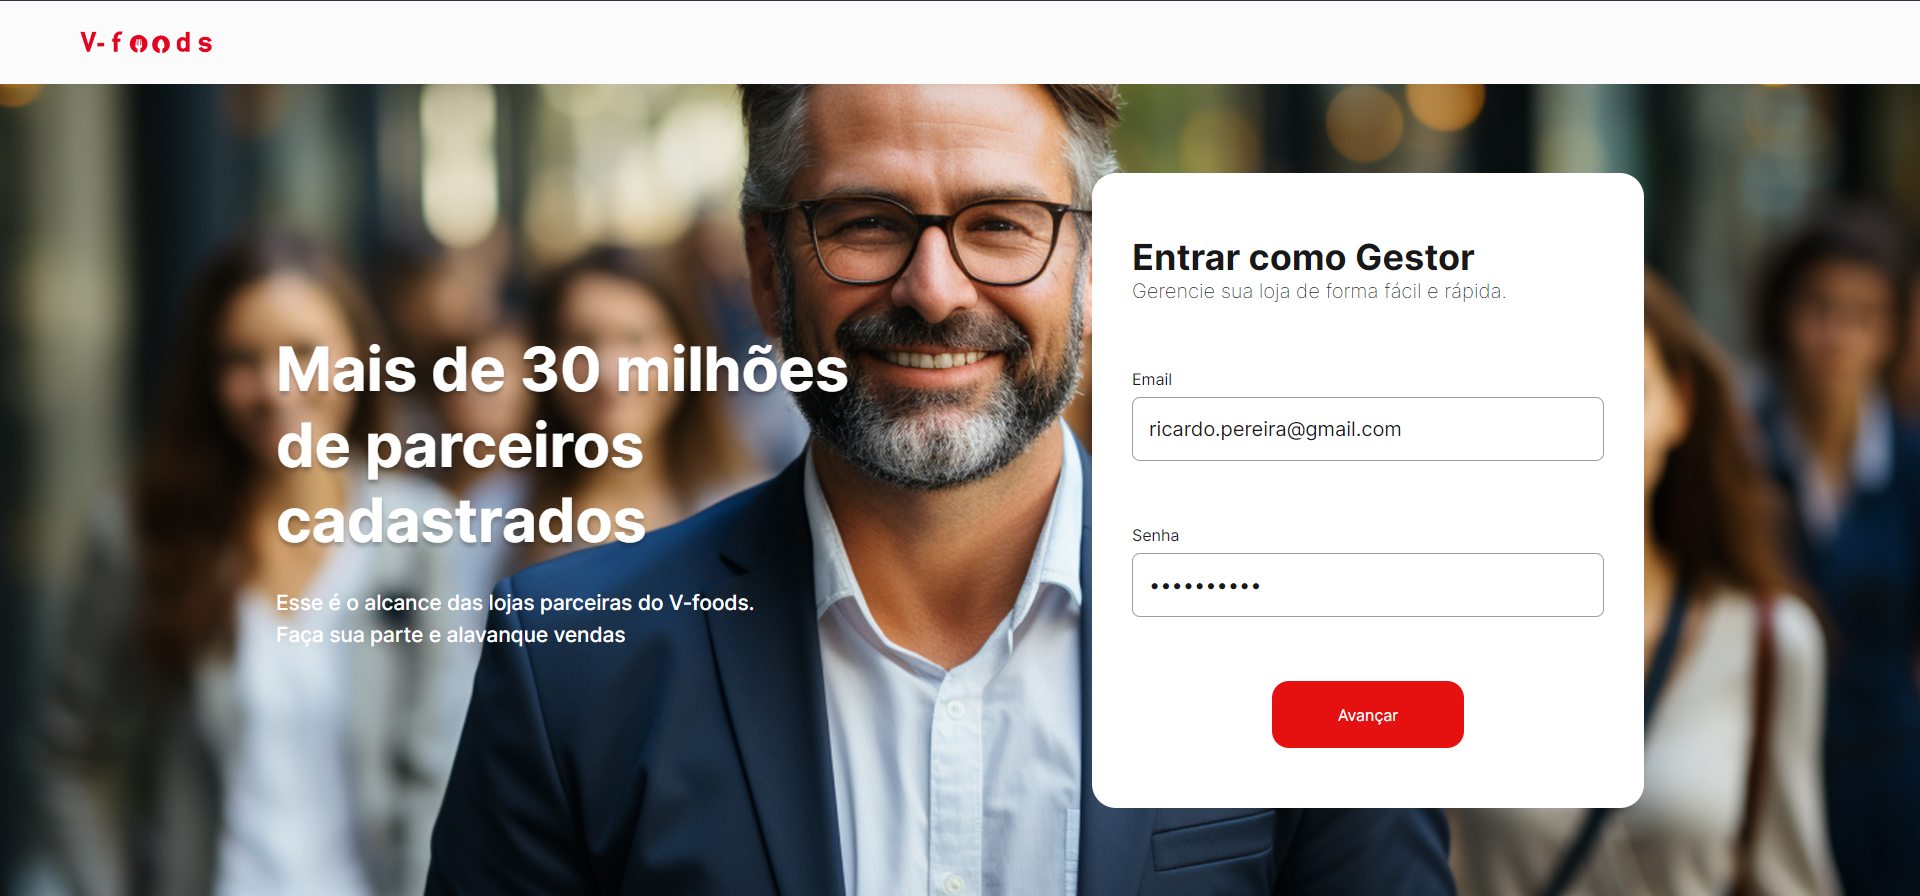 V-foods
Mais de 30 milhões
de parceiros
cadastrados
Esse é o alcance das lojas parceiras do V-foods.
Faça sua parte e alavanque vendas
Entrar como Gestor
Gerencie sua loja de forma fácil e rápida.
Email
ricardo.pereira@gmail.com
Senha
••••••••••
Avançar